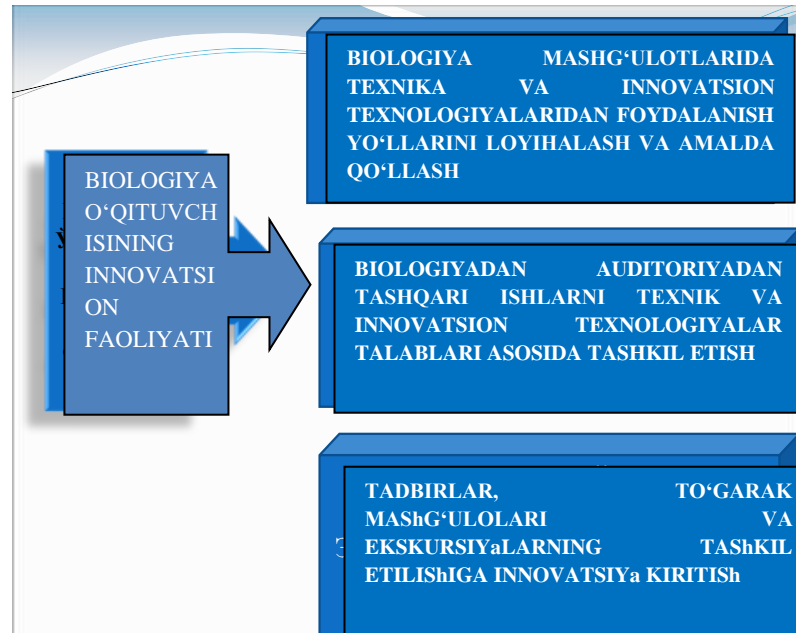 BIOLOGIYA MASHG‘ULOTLARIDA
TEXNIKA VA INNOVATSION
TEXNOLOGIYALARIDAN FOYDALANISH
YO‘LLARINI LOYIHALASH VA AMALDA
QO‘LLASH
BIOLOGIYA
O‘QITUVCH
ISINING
INNOVATSI
ON
FAOLIYATI
BIOLOGIYADAN AUDITORIYADAN
TASHQARI ISHLARNI TEXNIK VA
INNOVATSION TEXNOLOGIYALAR
TALABLARI ASOSIDA TASHKIL ETISH
TADBIRLAR, TO‘GARAK
MAShG‘ULOLARI VA
EKSKURSIYaLARNING TAShKIL
ETILIShIGA INNOVATSIYa KIRITISh